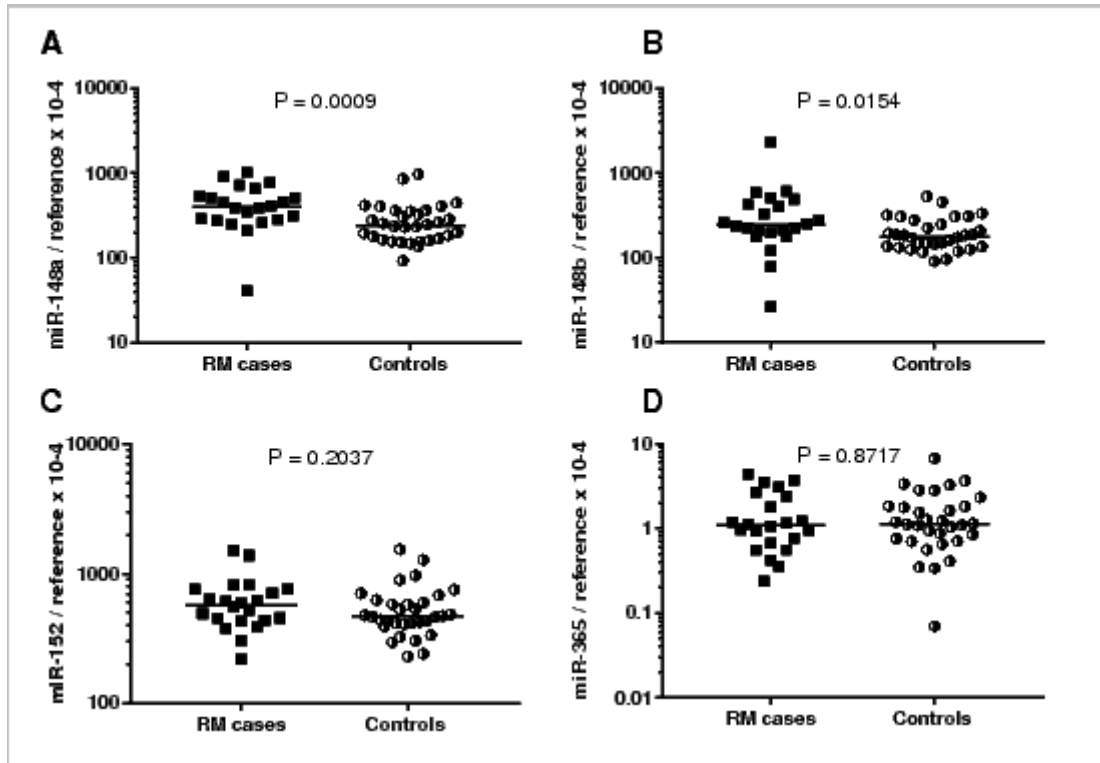 A
P = 0.0009
miR-148a / reference x 10-4
10000
1000
100
10
RM cases Controls
B
P = 0.0154
miR-148b / reference x 10-4
10000
1000
100
10
RM cases Controls
C
P = 0.2037
miR-152 / reference x 10-4
10000
1000
100
RM cases Controls
D
P = 0.8717
miR-365 / reference x 10-4
10
1
0.1
0.01
RM cases Controls